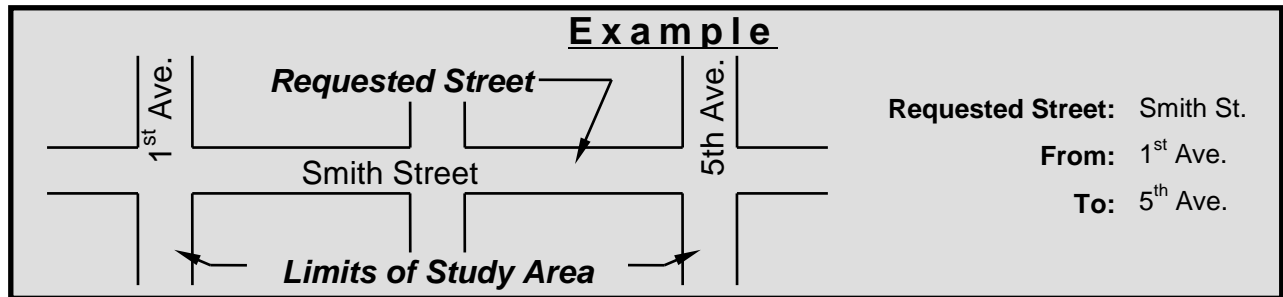 Example
Requested Street
1st Ave.
5th Ave.
Smith Street
Limits of Study Area
Requested Street: Smith St.
From: 1st Ave.
To: 5th Ave.